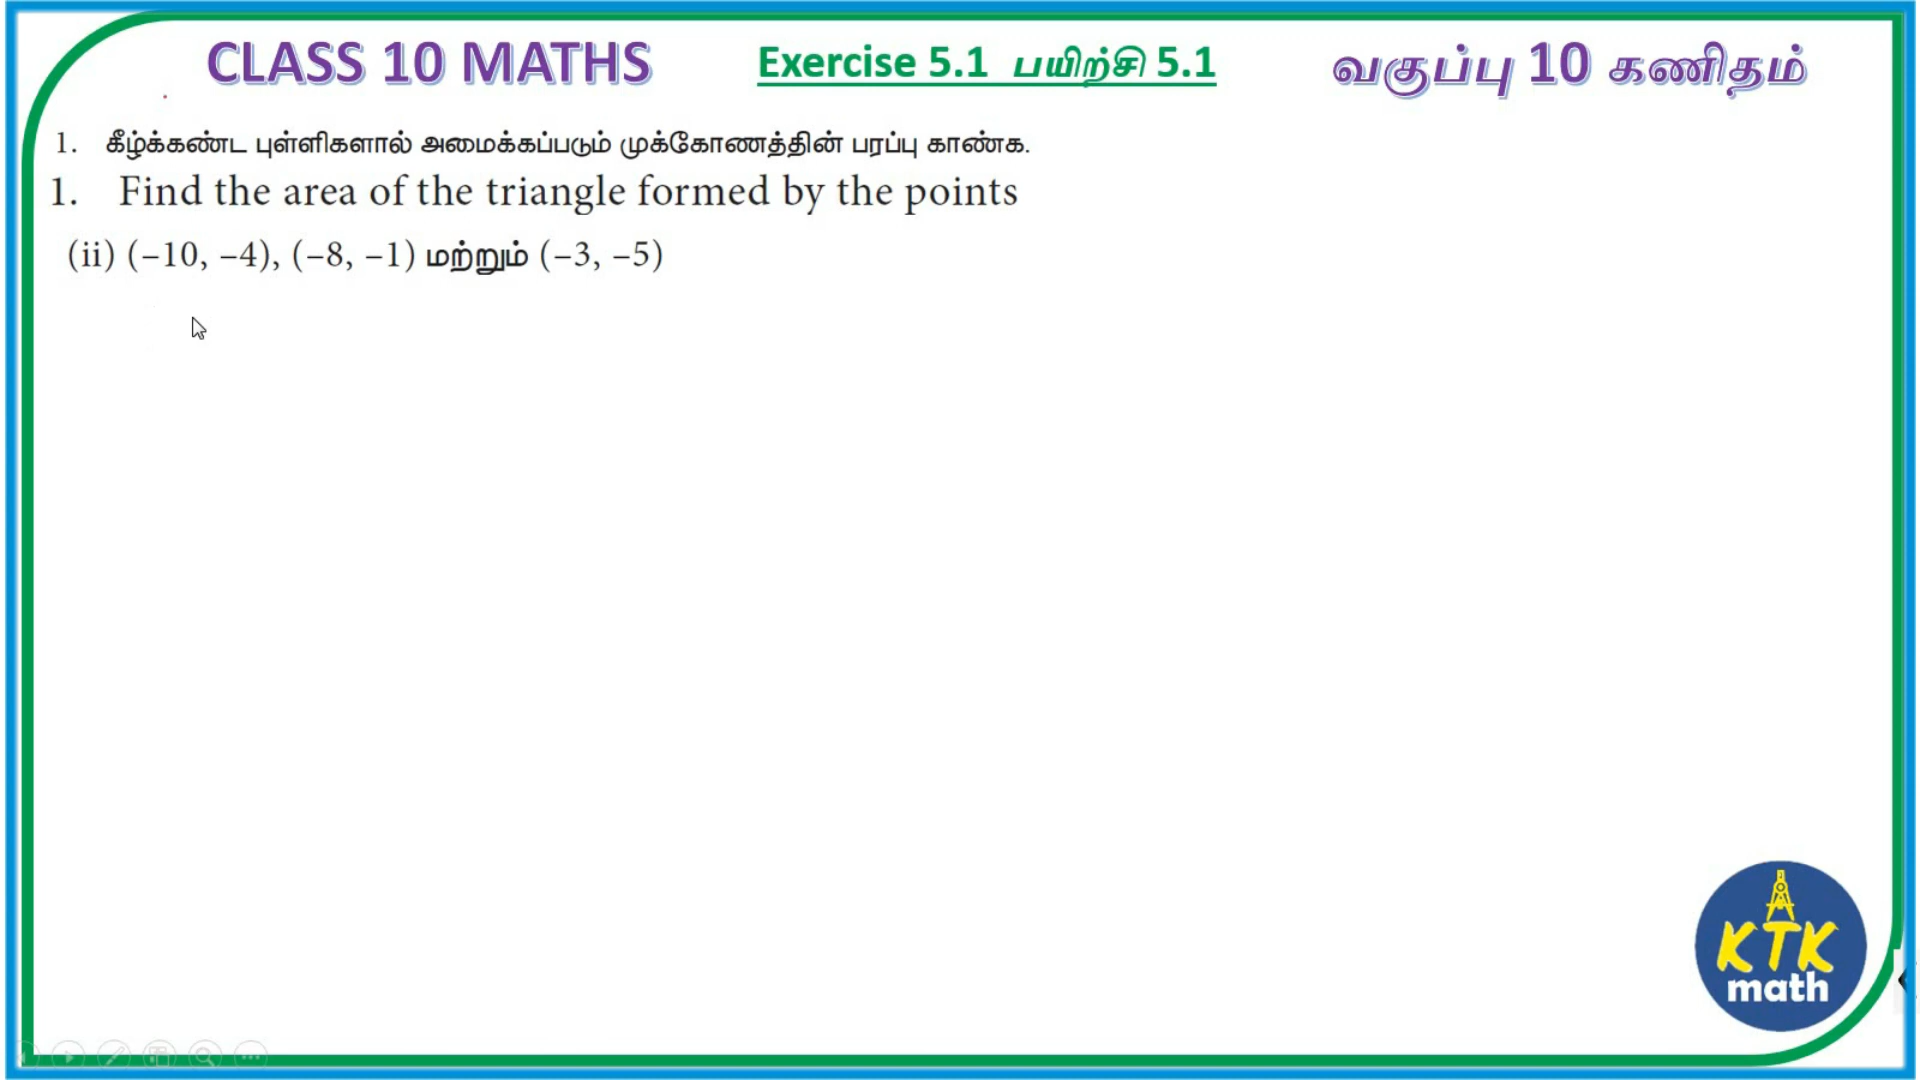 CLASS 10 MATHS Exercise 5.1 பயிற்சி 5.1 வகுப்பு 10 கணிதம்
1. கீழ்க்கண்ட புள்ளிகளால் அமைக்கப்படும் முக்கோணத்தின் பரப்பு காண்க.
1. Find the area of the triangle formed by the points
(ii) (–10, –4), (–8, –1) மற்றும் (–3, –5)
KTK
math